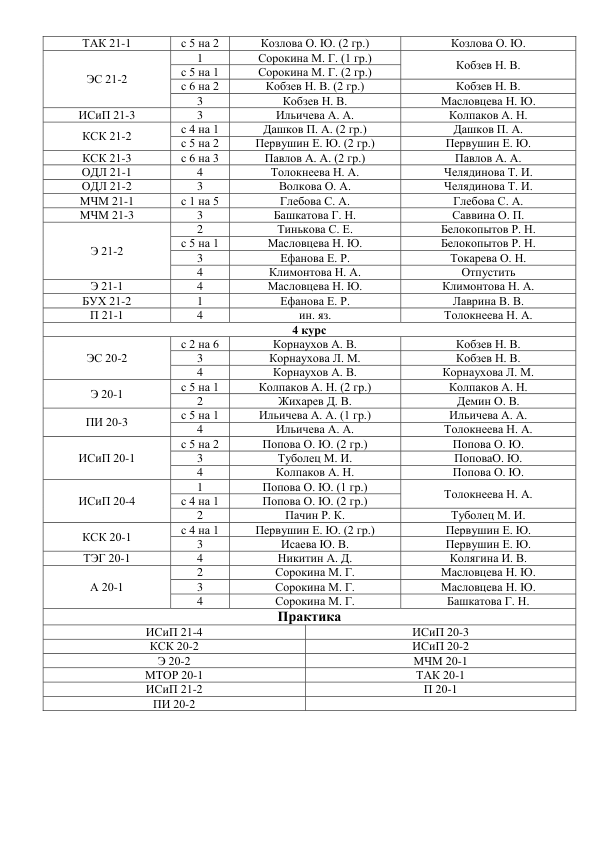 ТАК 21-1 с 5 на 2 Козлова О. Ю. (2 гр.) Козлова О. Ю.
ЭС 21-2 1 Сорокина М. Г. (1 гр.) Кобзев Н. В.
с 5 на 1 Сорокина М. Г. (2 гр.)
с 6 на 2 Кобзев Н. В. (2 гр.) Кобзев Н. В.
3 Кобзев Н. В. Масловцева Н. Ю.
ИСиП 21-3 3 Ильичева А. А. Колпаков А. Н.
КСК 21-2 с 4 на 1 Дашков П. А. (2 гр.) Дашков П. А.
с 5 на 2 Первушин Е. Ю. (2 гр.) Первушин Е. Ю.
КСК 21-3 с 6 на 3 Павлов А. А. (2 гр.) Павлов А. А.
ОДЛ 21-1 4 Толокнеева Н. А. Челядинова Т. И.
ОДЛ 21-2 3 Волкова О. А. Челядинова Т. И.
МЧМ 21-1 с 1 на 5 Глебова С. А. Глебова С. А.
МЧМ 21-3 3 Башкатова Г. Н. Саввина О. П.
Э 21-2 2 Тинькова С. Е. Белокопытов Р. Н.
с 5 на 1 Масловцева Н. Ю. Белокопытов Р. Н.
3 Ефанова Е. Р. Токарева О. Н.
4 Климонтова Н. А. Отпустить
Э 21-1 4 Масловцева Н. Ю. Климонтова Н. А.
БУХ 21-2 1 Ефанова Е. Р. Лаврина В. В.
П 21-1 4 ин. яз. Толокнеева Н. А.
4 курс
ЭС 20-2 с 2 на 6 Корнаухов А. В. Кобзев Н. В.
3 Корнаухова Л. М. Кобзев Н. В.
4 Корнаухов А. В. Корнаухова Л. М.
Э 20-1 с 5 на 1 Колпаков А. Н. (2 гр.) Колпаков А. Н.
2 Жихарев Д. В. Демин О. В.
ПИ 20-3 с 5 на 1 Ильичева А. А. (1 гр.) Ильичева А. А.
4 Ильичева А. А. Толокнеева Н. А.
ИСиП 20-1 с 5 на 2 Попова О. Ю. (2 гр.) Попова О. Ю.
3 Туболец М. И. ПоповаО. Ю.
4 Колпаков А. Н. Попова О. Ю.
ИСиП 20-4 1 Попова О. Ю. (1 гр.) Толокнеева Н. А.
с 4 на 1 Попова О. Ю. (2 гр.)
2 Пачин Р. К. Туболец М. И.
КСК 20-1 с 4 на 1 Первушин Е. Ю. (2 гр.) Первушин Е. Ю.
3 Исаева Ю. В. Первушин Е. Ю.
ТЭГ 20-1 4 Никитин А. Д. Колягина И. В.
А 20-1 2 Сорокина М. Г. Масловцева Н. Ю.
3 Сорокина М. Г. Масловцева Н. Ю.
4 Сорокина М. Г. Башкатова Г. Н.
Практика
ИСиП 21-4 ИСиП 20-3
КСК 20-2 ИСиП 20-2
Э 20-2 МЧМ 20-1
МТОР 20-1 ТАК 20-1
ИСиП 21-2 П 20-1
ПИ 20-2